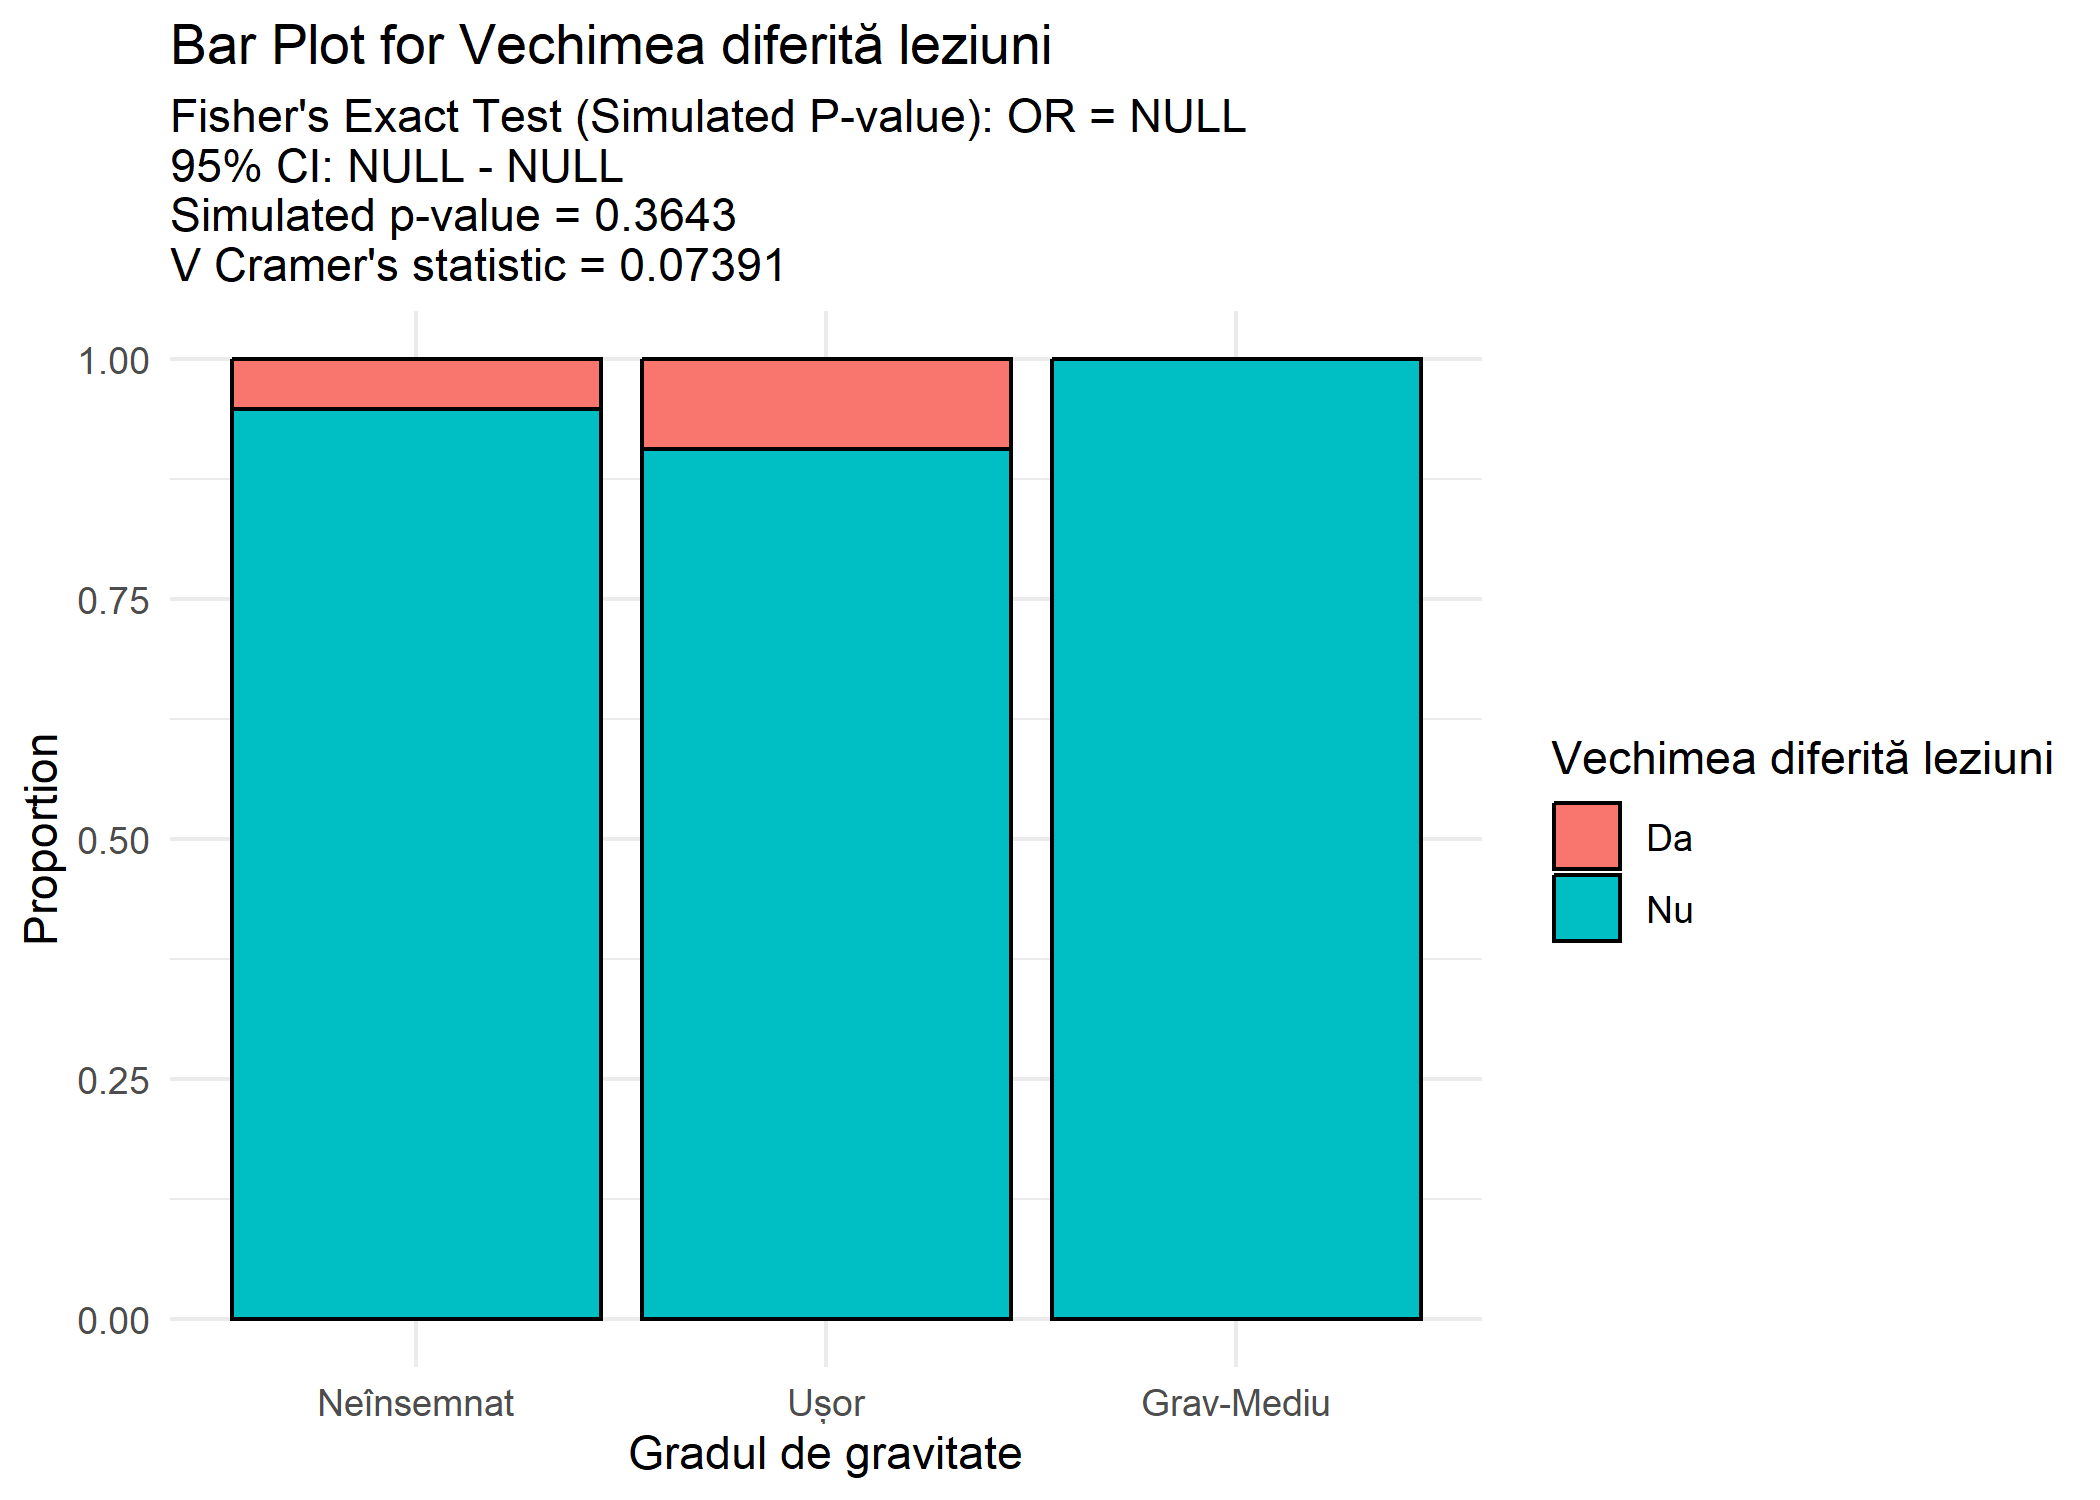 Bar Plot for Vechimea diferită leziuni
Fisher's Exact Test (Simulated P-value): OR = NULL
95% CI: NULL - NULL
Simulated p-value = 0.3643
V Cramer's statistic = 0.07391
1.00
0.75
0.50
0.25
0.00
Proportion
Neînsemnat
Ușor
Grav-Mediu
Gradul de gravitate
Vechimea diferită leziuni
Da
Nu